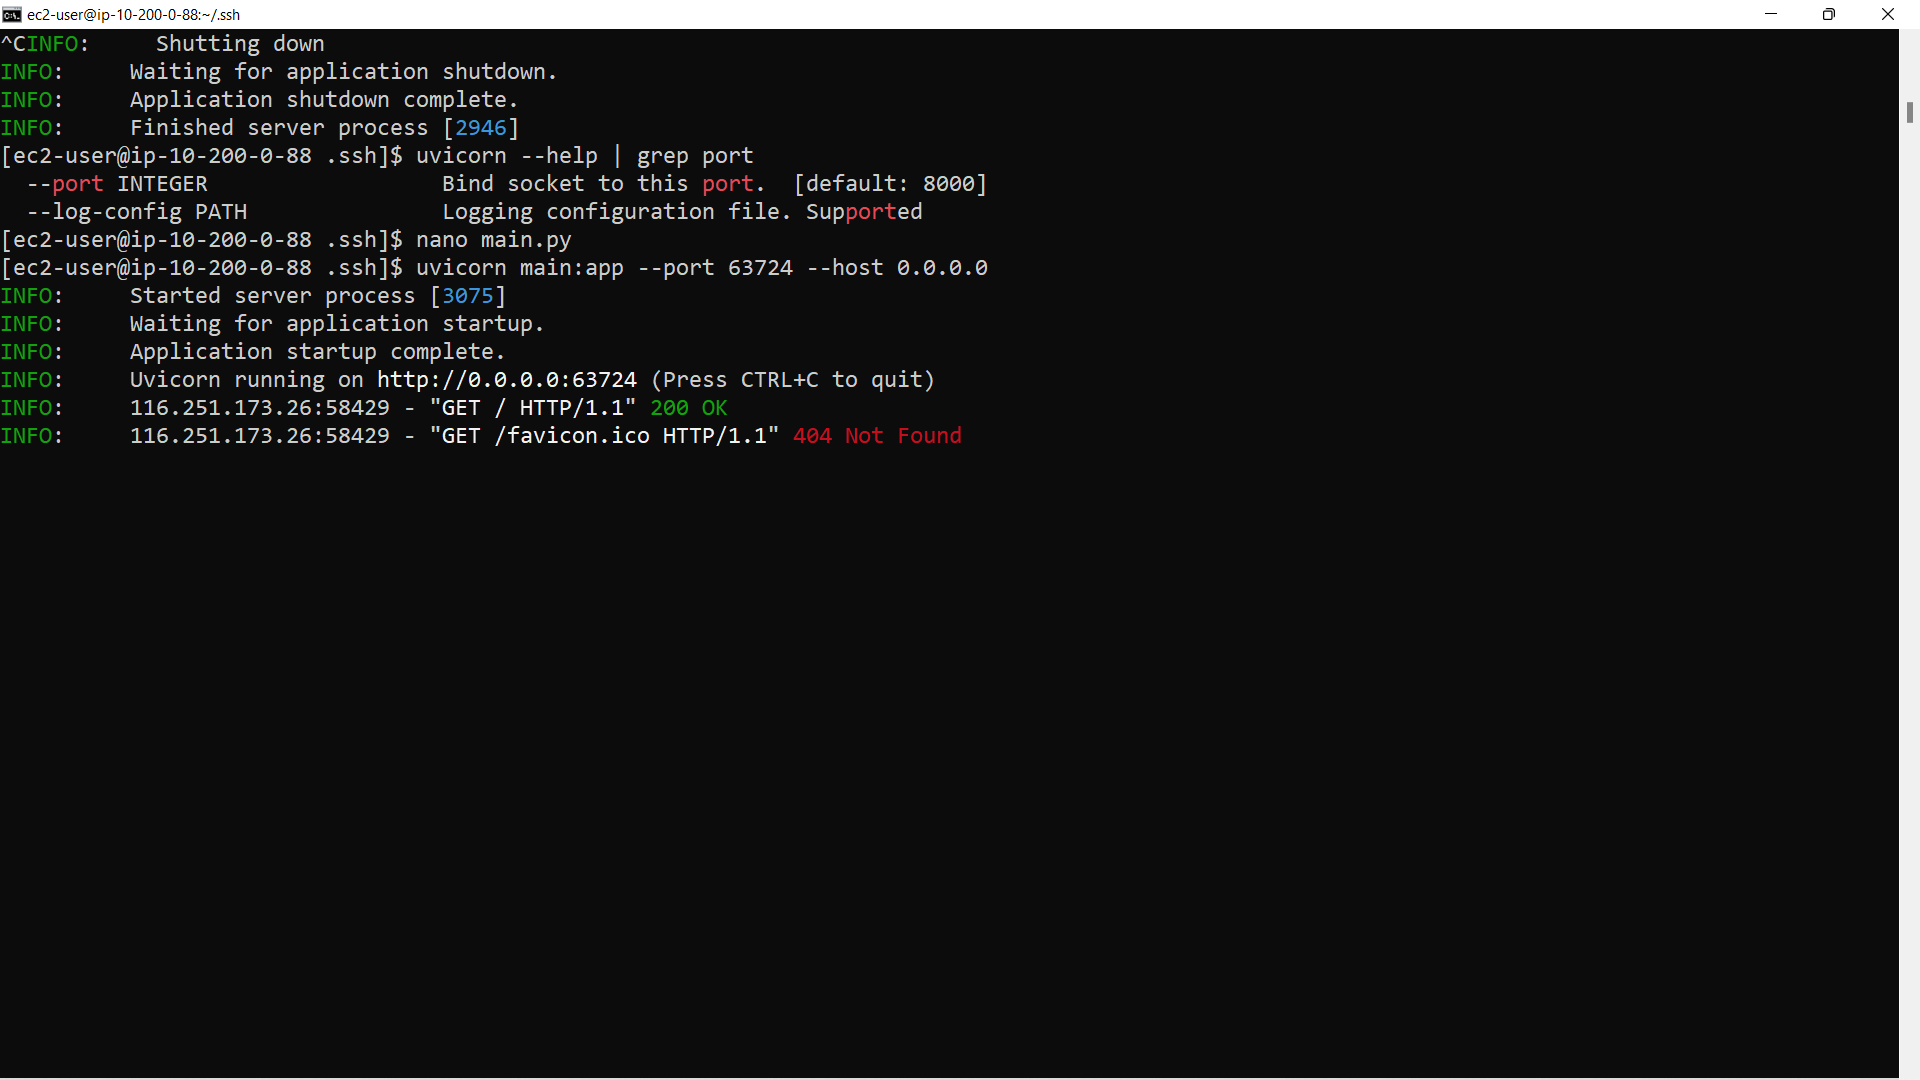 ec2-user@ip-10-200-0-88:~/.ssh
^CINFO:     Shutting down
INFO:     Waiting for application shutdown.
INFO:     Application shutdown complete.
INFO:     Finished server process [2946]
[ec2-user@ip-10-200-0-88 .ssh]$ uvicorn --help | grep port
  --port INTEGER                  Bind socket to this port.  [default: 8000]
  --log-config PATH               Logging configuration file. Supported
[ec2-user@ip-10-200-0-88 .ssh]$ nano main.py
[ec2-user@ip-10-200-0-88 .ssh]$ uvicorn main:app --port 63724 --host 0.0.0.0
INFO:     Started server process [3075]
INFO:     Waiting for application startup.
INFO:     Application startup complete.
INFO:     Uvicorn running on http://0.0.0.0:63724 (Press CTRL+C to quit)
INFO:     116.251.173.26:58429 - "GET / HTTP/1.1" 200 OK
INFO:     116.251.173.26:58429 - "GET /favicon.ico HTTP/1.1" 404 Not Found